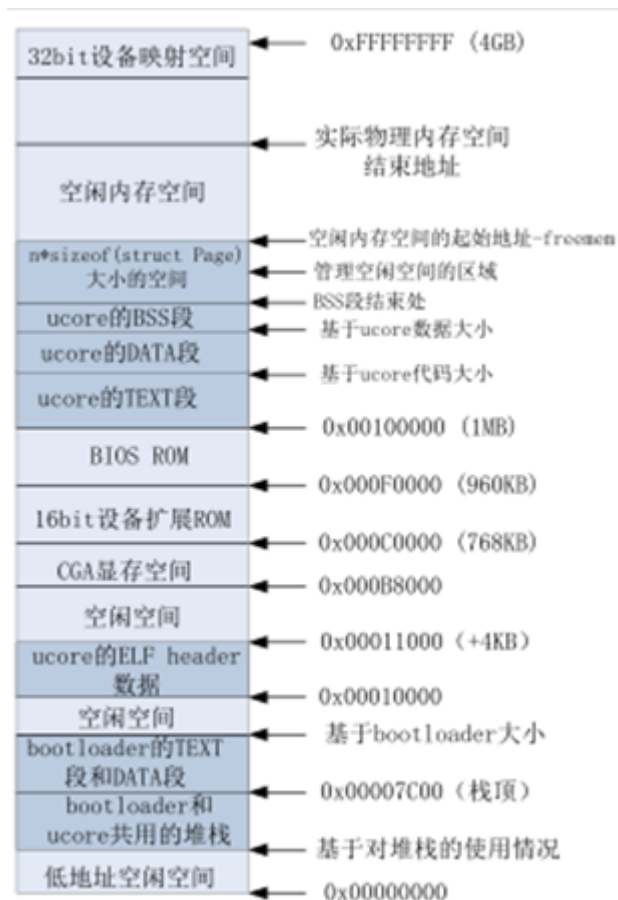 0xFFFFFFFF (4GB)
32bit设备映射空间
实际物理内存空间
结束地址
空闲内存空间
空闲内存空间的起始地址-freemem
n*sizeof(struct Page)
大小的空间
管理空闲空间的区域
BSS段结束处
ucore的BSS段
基于ucore数据大小
ucore的DATA段
基于ucore代码大小
ucore的TEXT段
0x00100000 (1MB)
BIOS ROM
0x000F0000 (960KB)
16bit设备扩展ROM
0x000C0000 (768KB)
CGA显存空间
0x000B8000
空闲空间
0x00011000 (+4KB)
ucore的ELF header
数据
0x00010000
空闲空间
基于bootloader大小
bootloader的TEXT
段和DATA段
0x00007C00 (栈顶)
bootloader和
ucore共用的堆栈
基于对堆栈的使用情况
低地址空闲空间
0x00000000